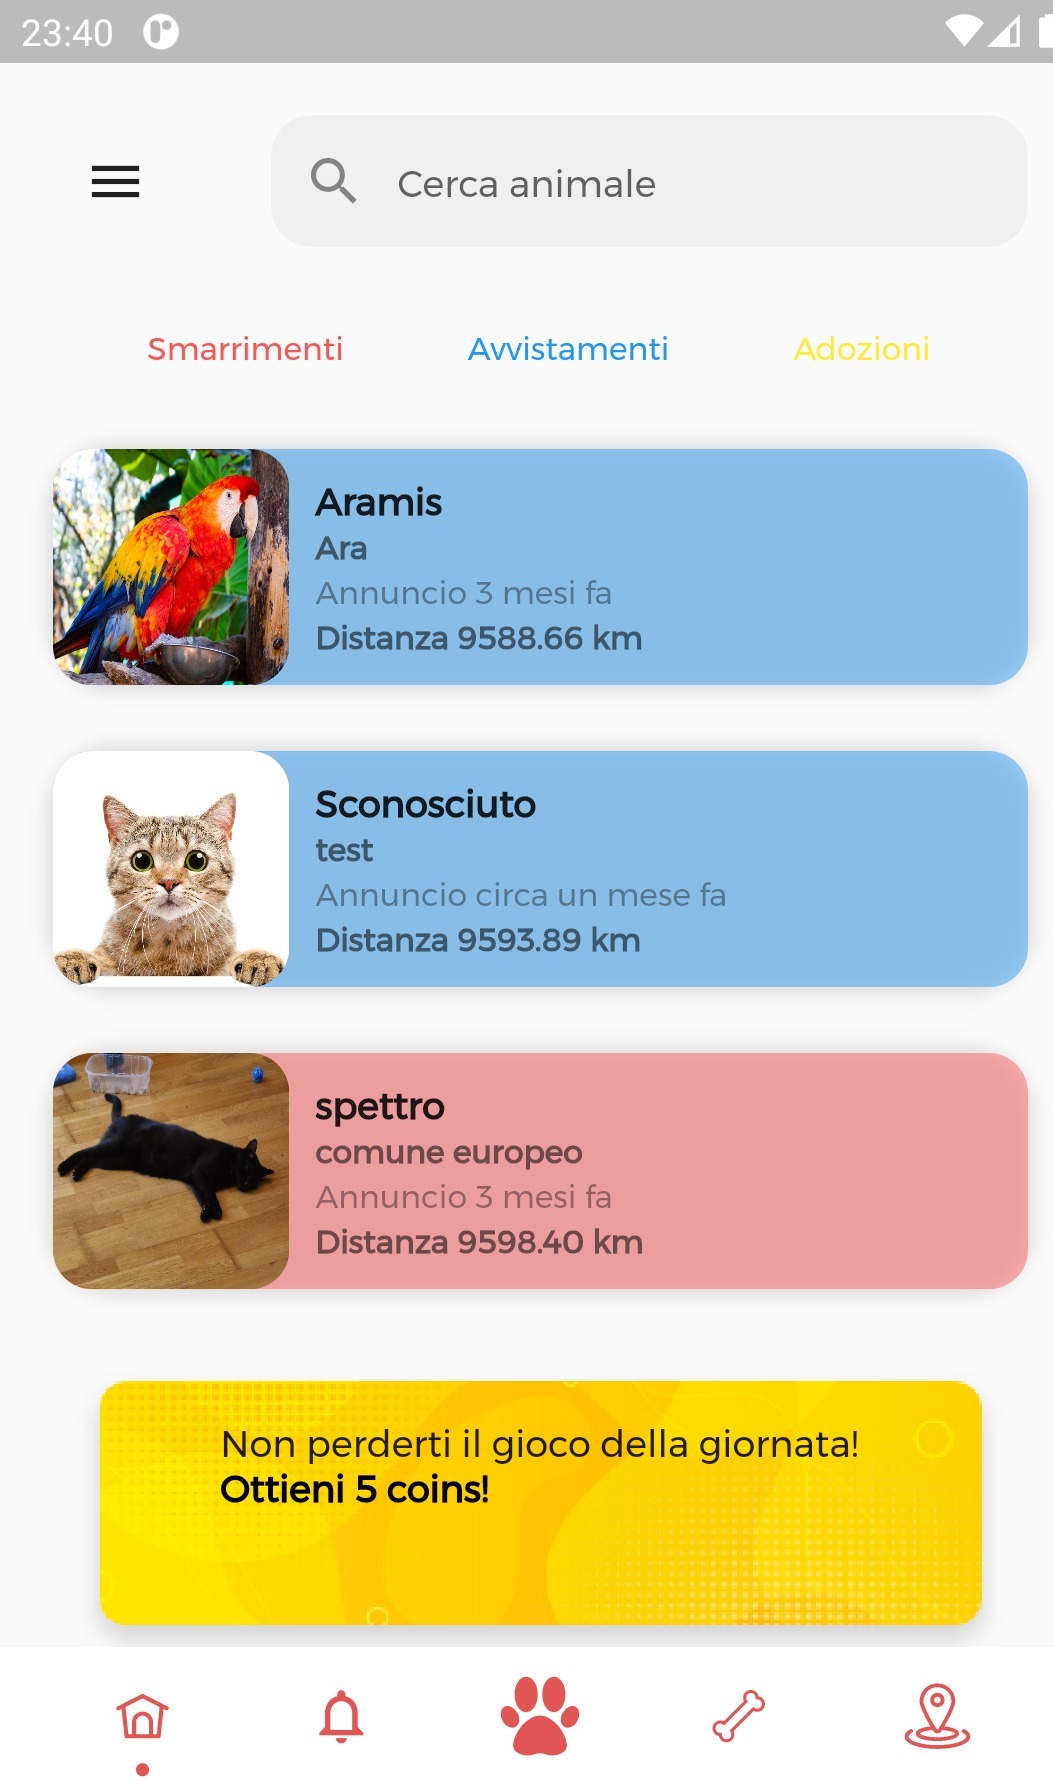 23:40
Cerca animale
Smarrimenti Avvistamenti Adozioni
Aramis
Ara
Annuncio 3 mesi fa
Distanza 9588.66 km
Sconosciuto
test
Annuncio circa un mese fa
Distanza 9593.89 km
spettro
comune europeo
Annuncio 3 mesi fa
Distanza 9598.40 km
Non perderti il gioco della giornata!
Ottieni 5 coins!